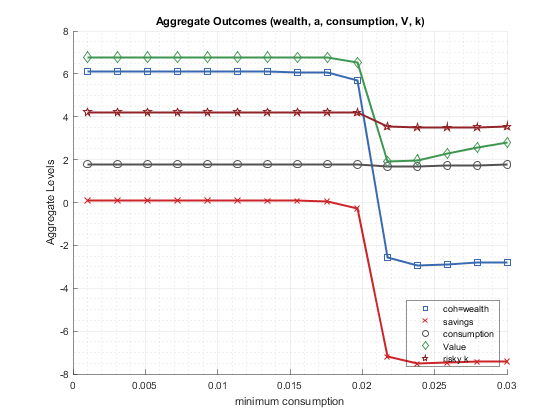 Aggregate Outcomes (wealth, a, consumption, V, k)
8
6
4
2
0
-2
-4
-6
-8
Aggregate Levels
0
0.005
0.01
0.015
0.02
0.025
0.03
minimum consumption
coh=wealth
savings
consumption
Value
risky k